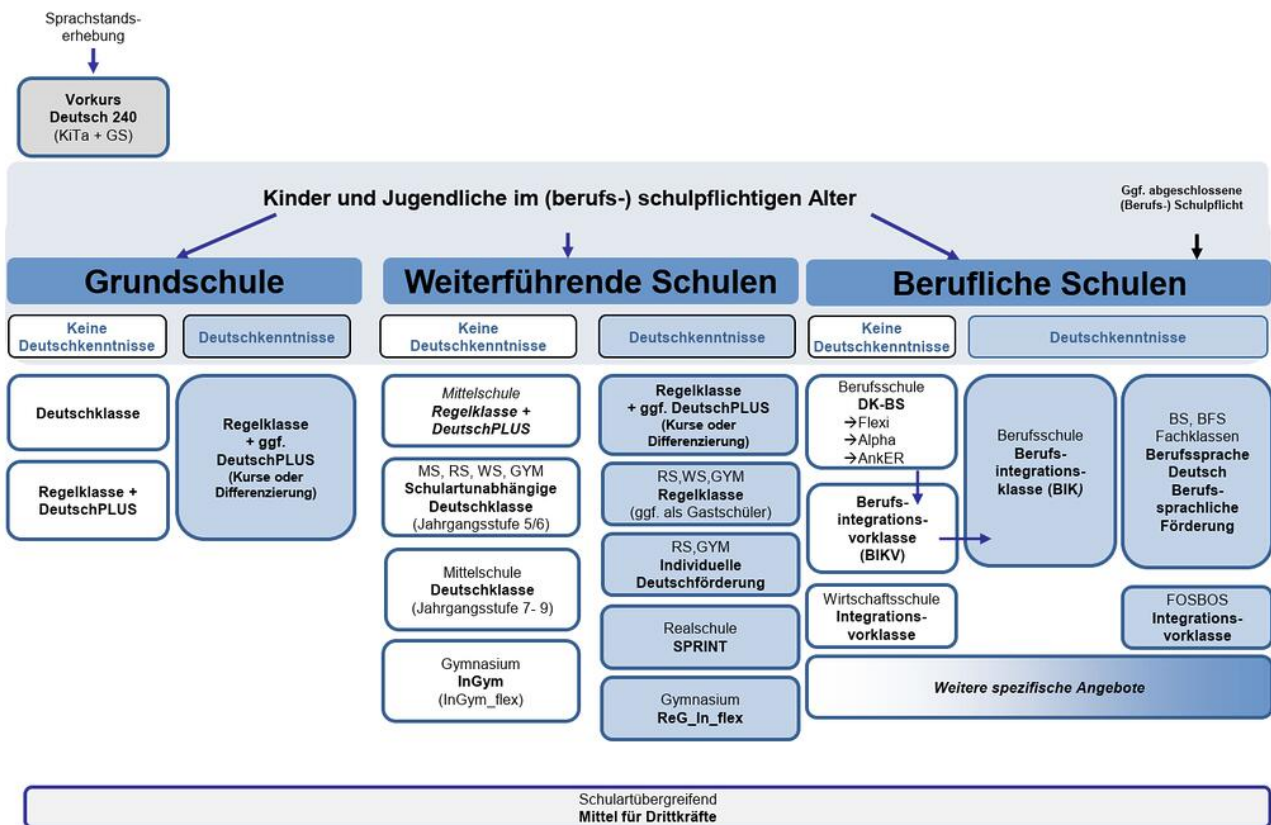 Sprachstands-
erhebung
Vorkurs
Deutsch 240
(KiTa + GS)
Kinder und Jugendliche im (berufs-) schulpflichtigen Alter
Ggf. abgeschlossene
(Berufs-) Schulpflicht
Grundschule
Keine
Deutschkenntnisse
Deutschkenntnisse
Deutschklasse
Regelklasse +
DeutschPLUS
Regelklasse
+ ggf.
DeutschPLUS
(Kurse oder
Differenzierung)
Weiterführende Schulen
Keine
Deutschkenntnisse
Deutschkenntnisse
Mittelschule
Regelklasse +
DeutschPLUS
MS, RS, WS, GYM
Schulartunabhängige
Deutschklasse
(Jahrgangsstufe 5/6)
Mittelschule
Deutschklasse
(Jahrgangsstufe 7- 9)
Gymnasium
InGym
(InGym_flex)
Regelklasse
+ ggf. DeutschPLUS
(Kurse oder
Differenzierung)
RS,WS,GYM
Regelklasse
(ggf. als Gastschüler)
RS,GYM
Individuelle
Deutschförderung
Realschule
SPRINT
Gymnasium
ReG_In_flex
Berufliche Schulen
Keine
Deutschkenntnisse
Deutschkenntnisse
Berufsschule
DK-BS
→Flexi
→Alpha
→AnkER
Berufs-
integrations-
vorklasse
(BIKV)
Wirtschaftsschule
Integrations-
vorklasse
Berufsschule
Berufs-
integrations-
klasse (BIK)
BS, BFS
Fachklassen
Berufssprache
Deutsch
Berufs-
sprachliche
Förderung
FOSBOS
Integrations-
vorklasse
Weitere spezifische Angebote
Schulartübergreifend
Mittel für Drittkräfte